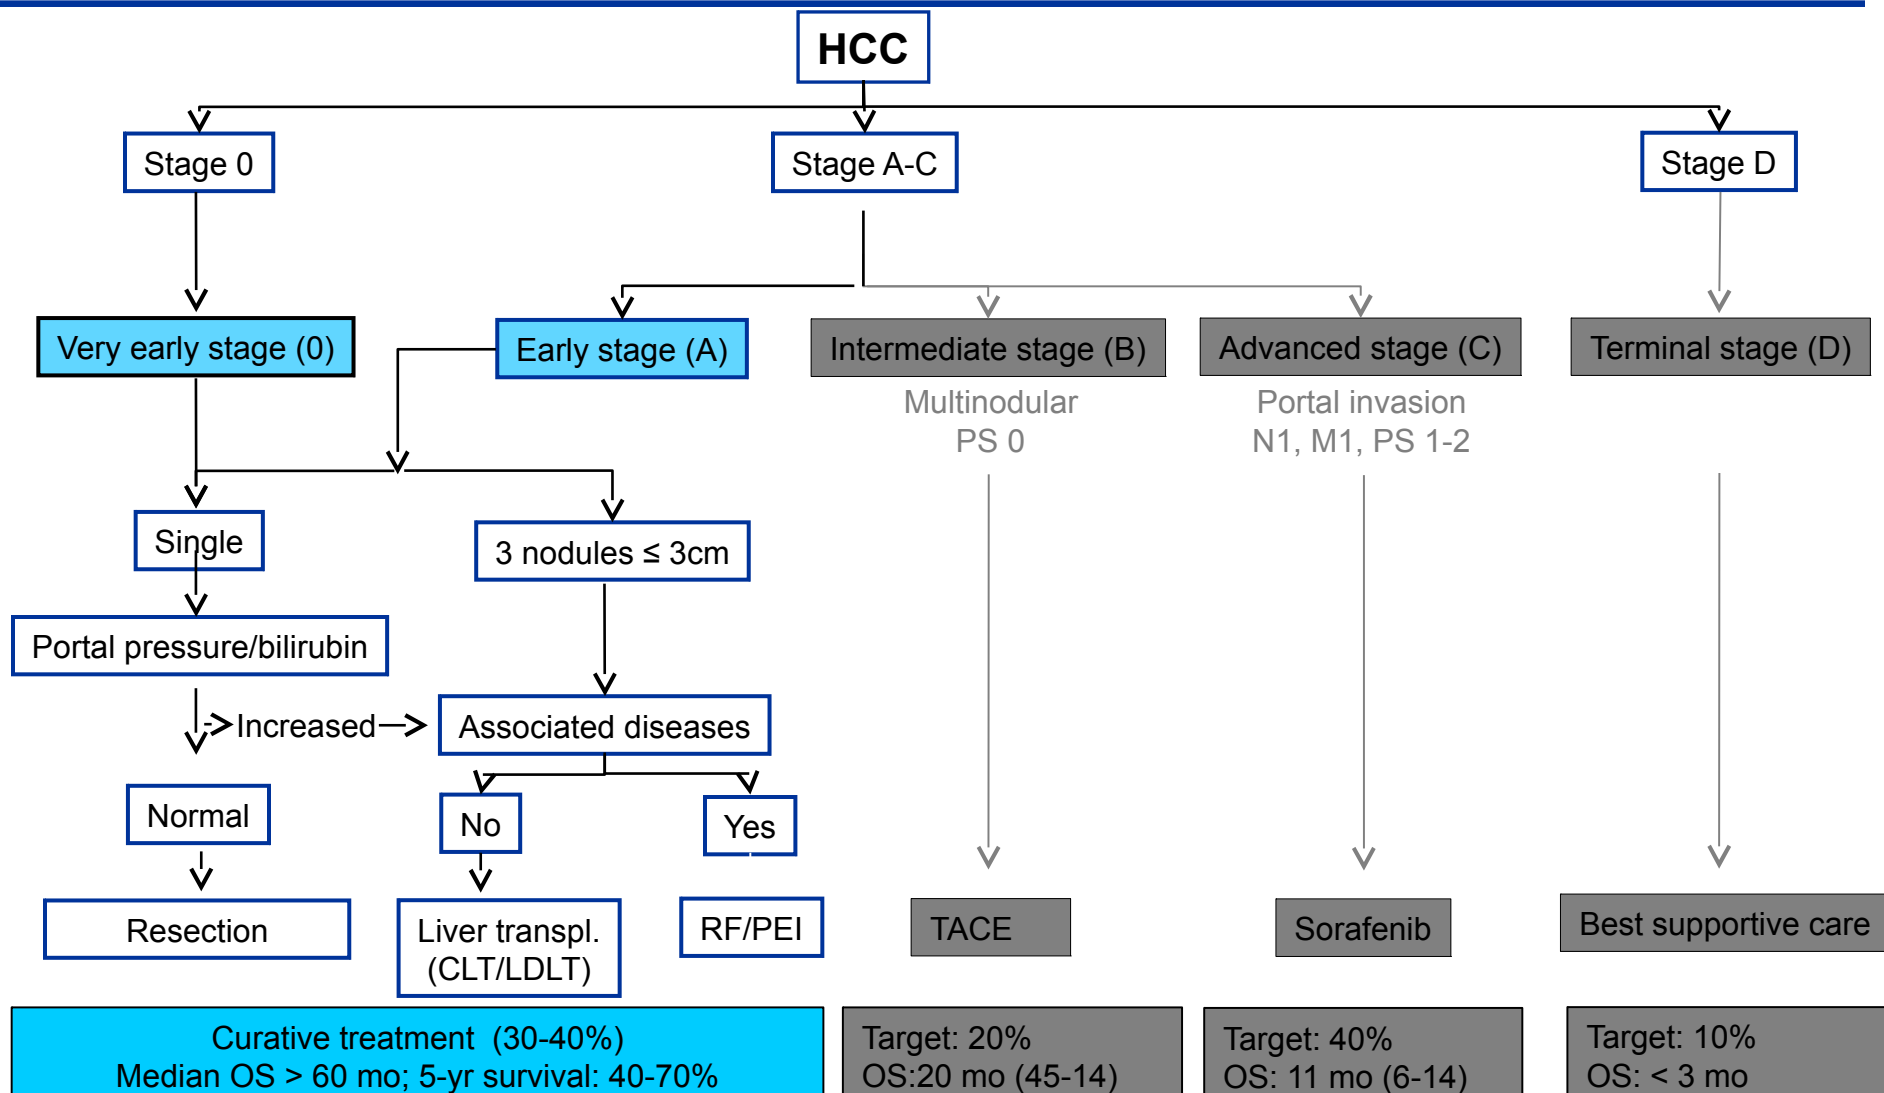 HCC
Stage 0
Stage A-C
Stage D
Very early stage (0)
Early stage (A)
Intermediate stage (B)
Advanced stage (C)
Terminal stage (D)
Multinodular
PS 0
Portal invasion
N1, M1, PS 1-2
Single
3 nodules ≤ 3cm
Portal pressure/bilirubin
Increased
Associated diseases
Normal
No
Yes
Resection
Liver transpl.
(CLT/LDLT)
RF/PEI
TACE
Sorafenib
Best supportive care
Curative treatment (30-40%)
Median OS > 60 mo; 5-yr survival: 40-70%
Target: 20%
OS:20 mo (45-14)
Target: 40%
OS: 11 mo (6-14)
Target: 10%
OS: < 3 mo